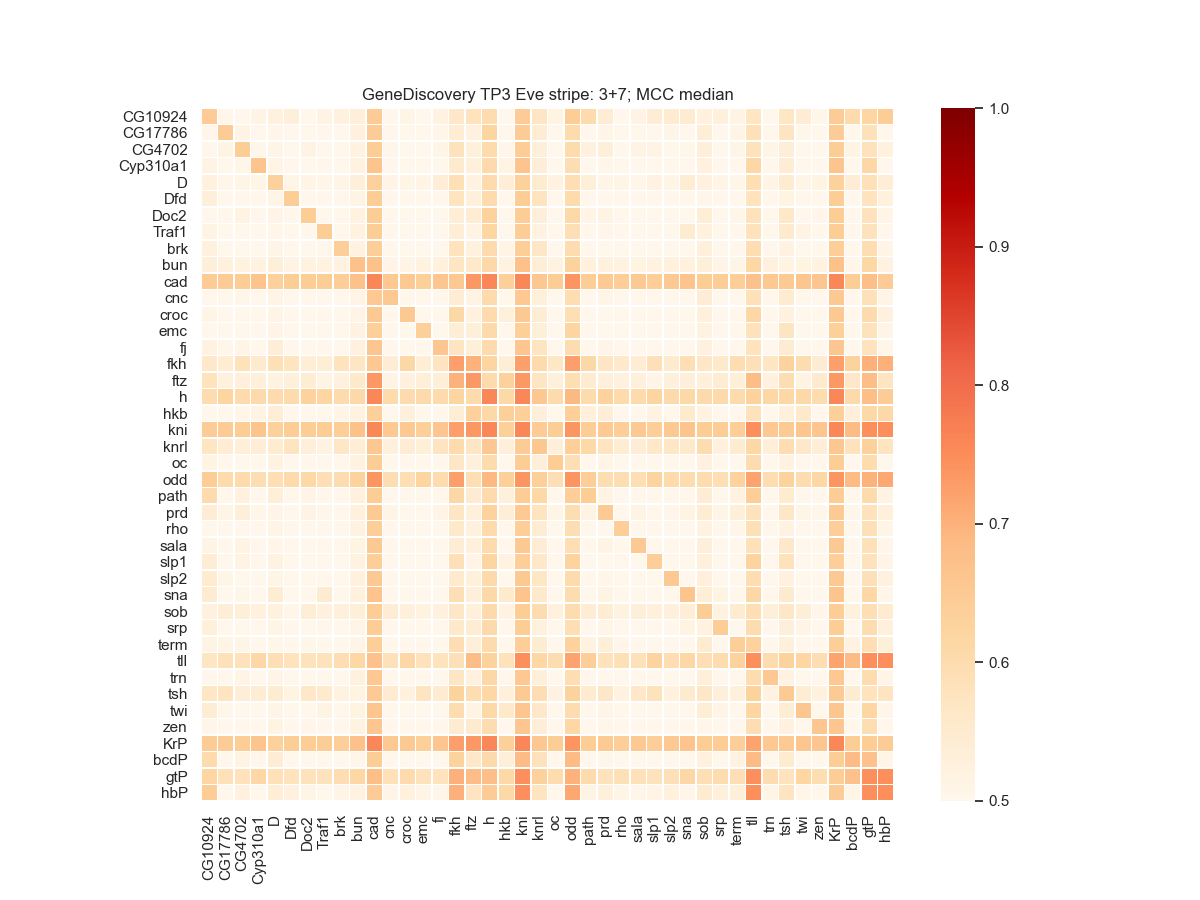 GeneDiscovery TP3 Eve stripe: 3+7; MCC median
CG10924
CG17786
CG4702
Cyp310a1
D
Dfd
Doc2
Traf1
brk
bun
cad
cnc
croc
emc
fj
fkh
ftz
h
hkb
kni
knrl
oc
odd
path
prd
rho
sala
slp1
slp2
sna
sob
srp
term
tll
trn
tsh
twi
zen
KrP
bcdP
gtP
hbP
CG10924
CG17786
CG4702
Cyp310a1
D
Dfd
Doc2
Traf1
brk
bun
cad
cnc
croc
emc
fj
fkh
ftz
h
hkb
kni
knrl
oc
odd
path
prd
rho
sala
slp1
slp2
sna
sob
srp
term
tll
trn
tsh
twi
zen
KrP
bcdP
gtP
hbP
1.0
0.9
0.8
0.7
0.6
0.5